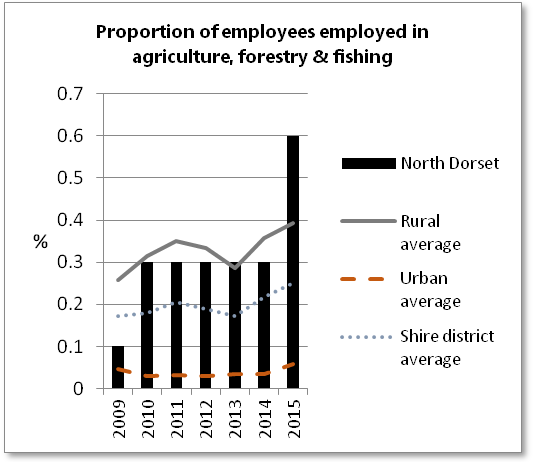 Proportion of employees employed in
agriculture, forestry & fishing
0.7
0.6
0.5
0.4
0.3
0.2
0.1
0
%
2009
2010
2011
2012
2013
2014
2015
North Dorset
Rural
average
Urban
average
Shire district
average